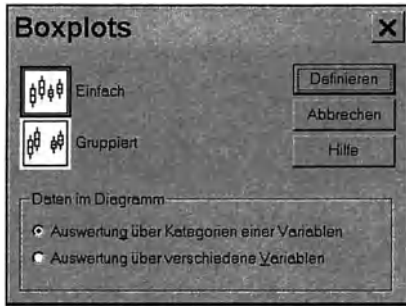 Boxplots
Einfach
Gruppiert
Definieren
Abbrechen
Hilfe
Daten im Diagramm
Auswertung über Kategorien einer Variablen
Auswertung über verschiedene Variablen